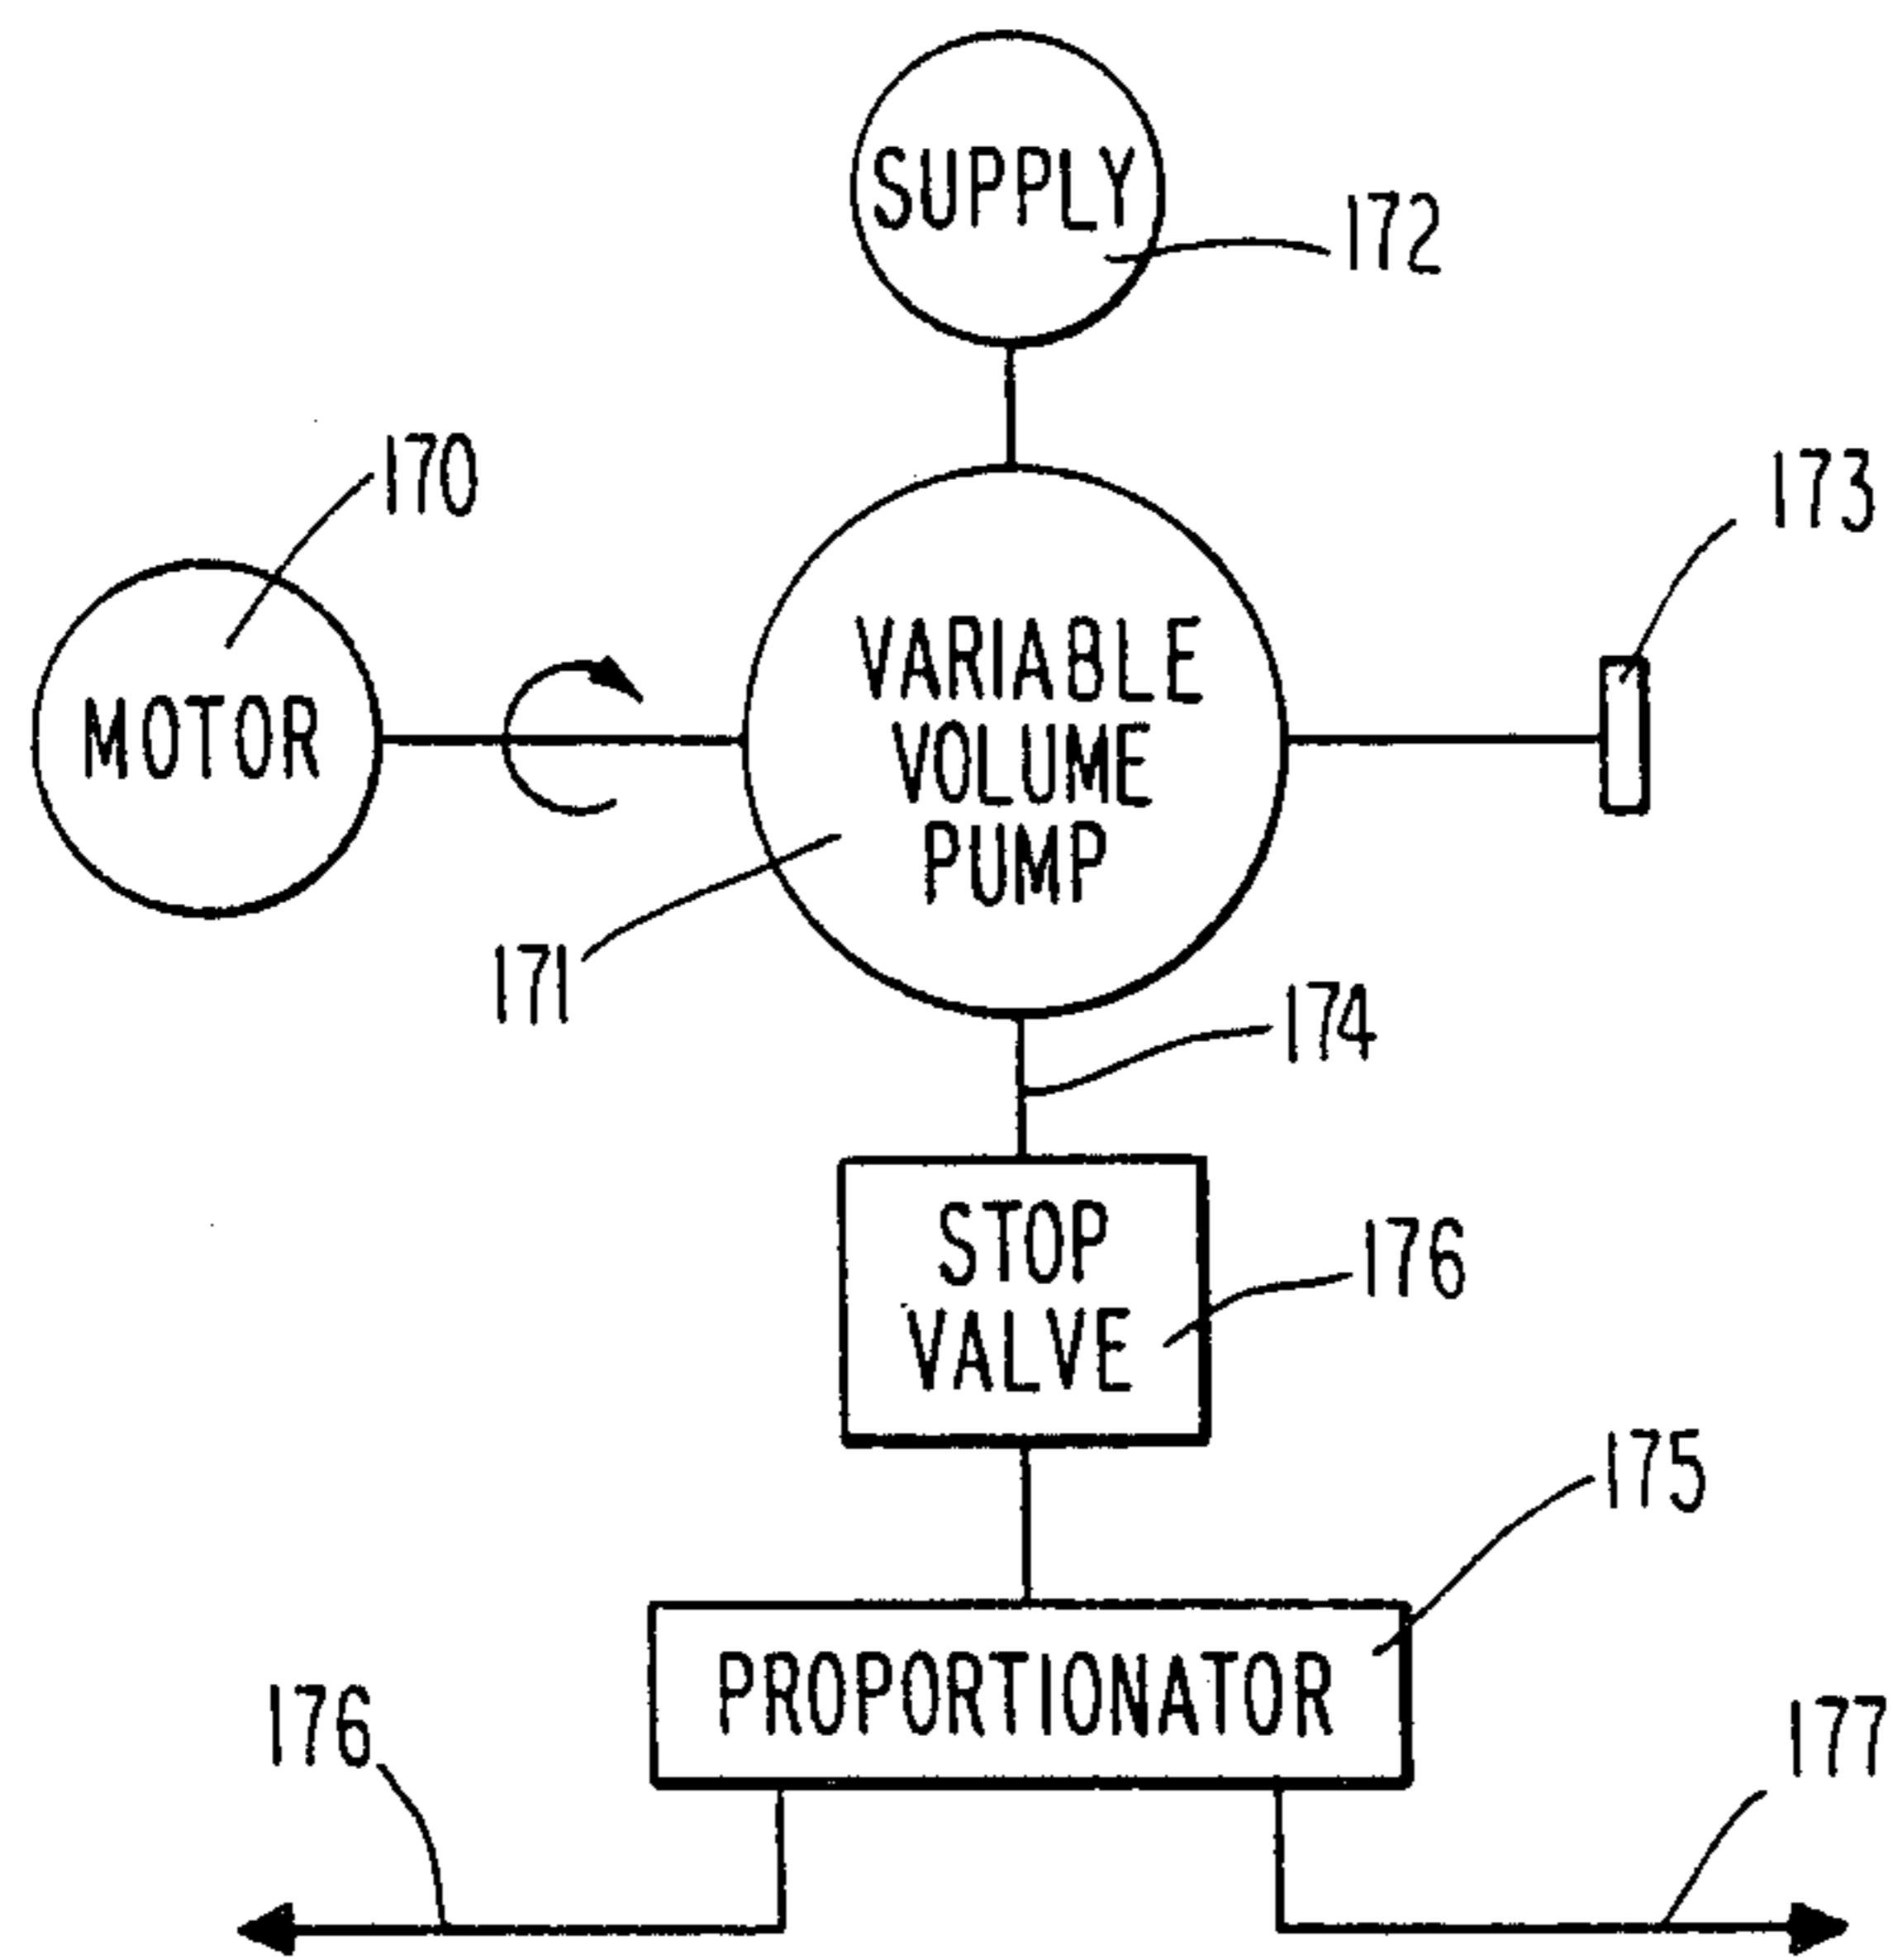 SUPPLY
172
170
173
MOTOR
VARIABLE
VOLUME
PUMP
171
174
STOP
VALVE
176
175
PROPORTIONATOR
176
177